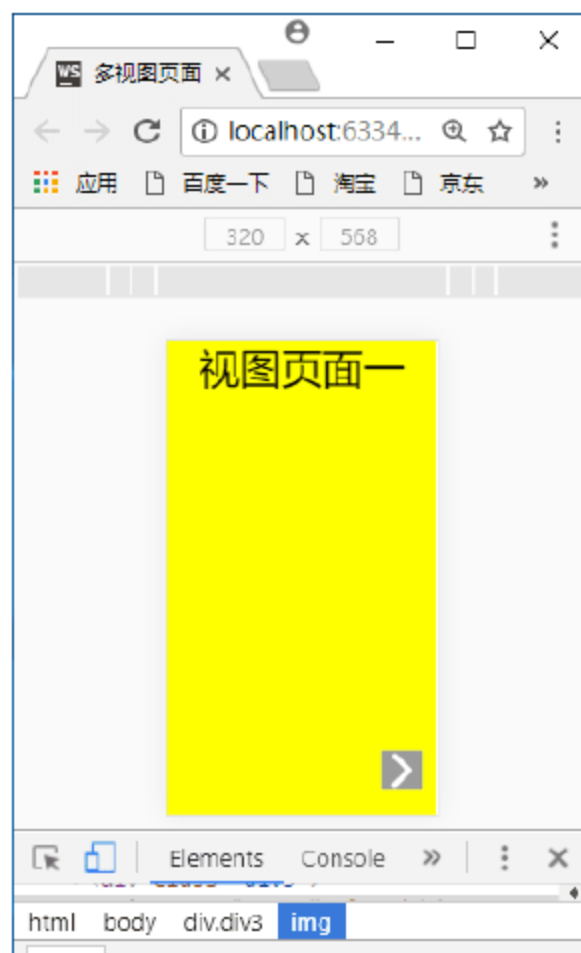 WS 多视图页面
localhost:6334...
应用 百度一下 淘宝 京东 »
320 x 568
视图页面一
Elements Console »
html body div.div3 img